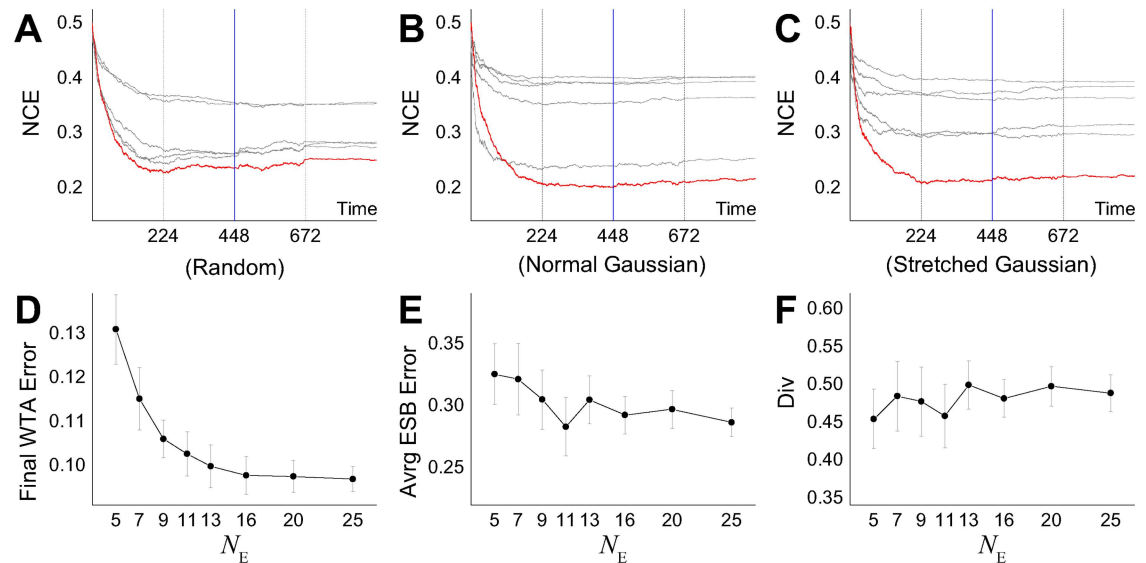 A
NCE
0.5
0.4
0.3
0.2
Time
224 448 672
(Random)
B
NCE
0.5
0.4
0.3
0.2
Time
224 448 672
(Normal Gaussian)
C
NCE
0.5
0.4
0.3
0.2
Time
224 448 672
(Stretched Gaussian)
D
Final WTA Error
0.13
0.12
0.11
0.10
5 7 9 11 13 16 20 25
N_E
E
Avrg ESB Error
0.35
0.30
0.25
5 7 9 11 13 16 20 25
N_E
F
Div
0.60
0.55
0.50
0.45
0.40
0.35
5 7 9 11 13 16 20 25
N_E